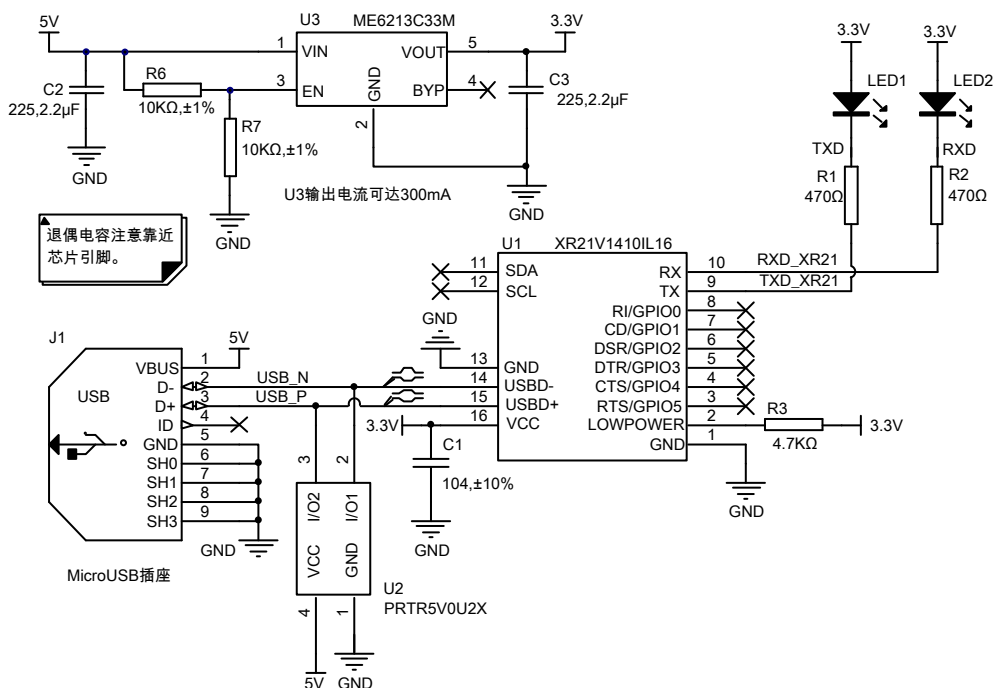 5V
U3 ME6213C33M
3.3V
1 VIN
VOUT 5
3 EN
BYP 4
GND
2
C2
225,2.2μF
GND
R6
10KΩ,±1%
R7
10KΩ,±1%
GND
C3
225,2.2μF
GND
U3输出电流可达300mA
退偶电容注意靠近
芯片引脚。
3.3V
3.3V
LED1
LED2
TXD
RXD
R1
470Ω
R2
470Ω
U1 XR21V1410IL16
11 SDA
12 SCL
GND
13 GND
14 USBD-
15 USBD+
16 VCC
RX 10 RXD_XR21
TX 9 TXD_XR21
RI/GPIO0 8
CD/GPIO1 7
DSR/GPIO2 6
DTR/GPIO3 5
CTS/GPIO4 4
RTS/GPIO5 3
LOWPOWER 2
GND 1
R3
4.7KΩ
3.3V
GND
J1
USB
5V
VBUS 1
D- 2 USB_N
D+ 3 USB_P
ID 4
GND 5
SH0 6
SH1 7
SH2 8
SH3 9
GND
MicroUSB插座
3.3V
C1
104,±10%
GND
3 2
I/O2 I/O1
VCC GND
4 1
U2
PRTR5V0U2X
5V GND